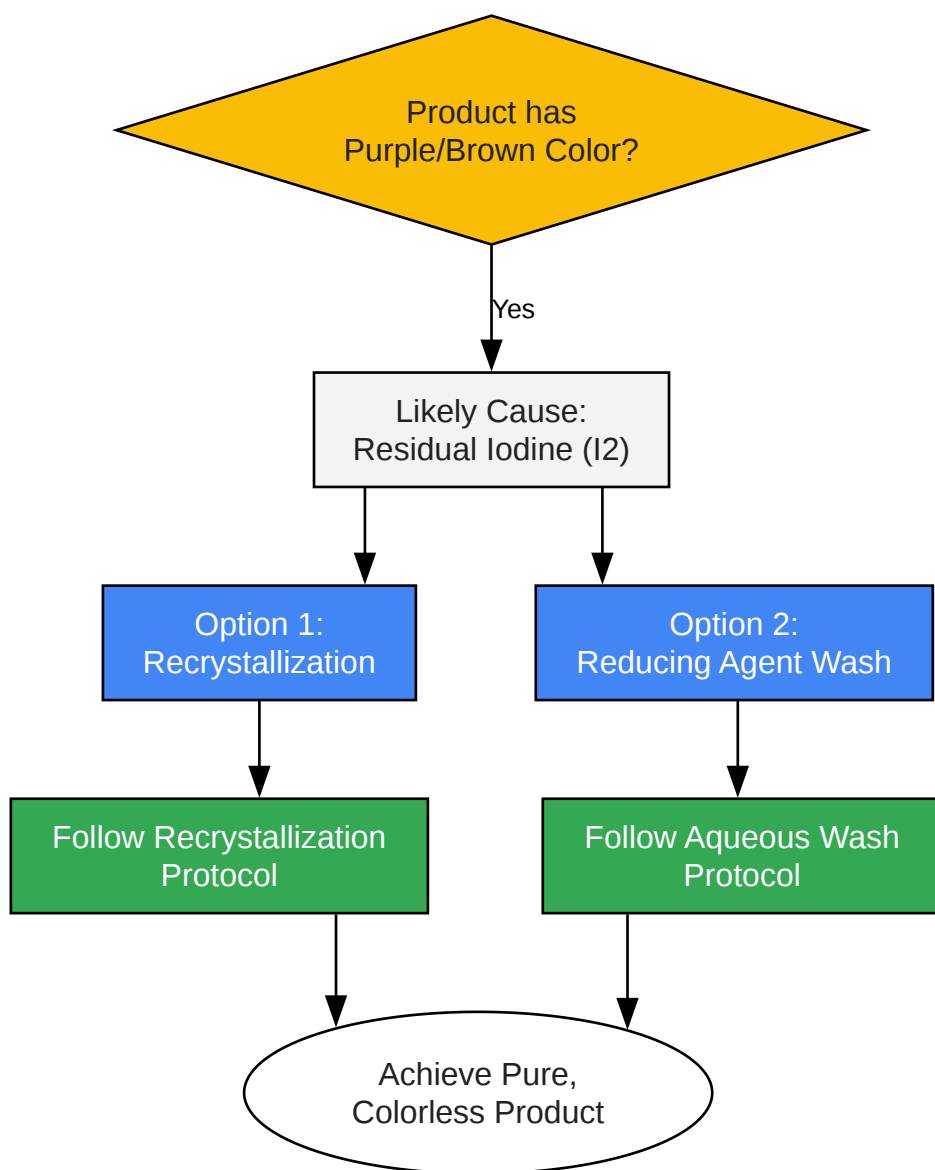 Product has
Purple/Brown Color?
Yes
Likely Cause:
Residual Iodine (I2)
Option 1:
Recrystallization
Option 2:
Reducing Agent Wash
Follow Recrystallization
Protocol
Follow Aqueous Wash
Protocol
Achieve Pure,
Colorless Product